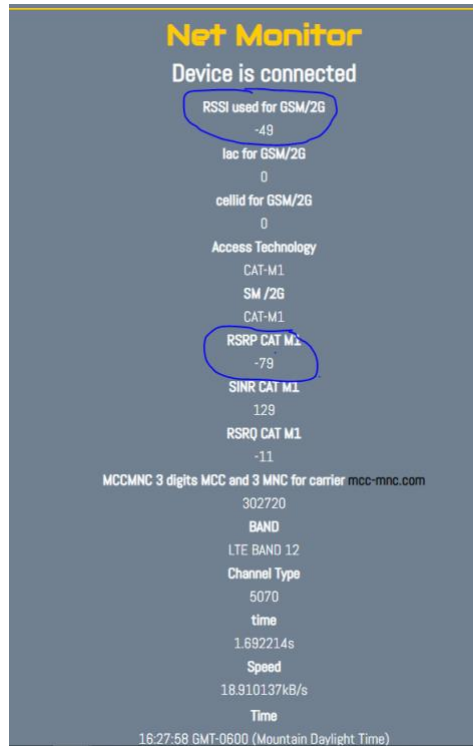 Net Monitor
Device is connected
RSSI used for GSM/2G
-49
lac for GSM/2G
0
cellid for GSM/2G
0
Access Technology
CAT-M1
SM /2G
CAT-M1
RSRP CAT M1
-79
SINR CAT M1
129
RSRQ CAT M1
-11
MCCMNC 3 digits MCC and 3 MNC for carrier mcc-mnc.com
302720
BAND
LTE BAND 12
Channel Type
5070
time
1.692214s
Speed
18.910137kB/s
Time
16:27:58 GMT-0600 (Mountain Daylight Time)